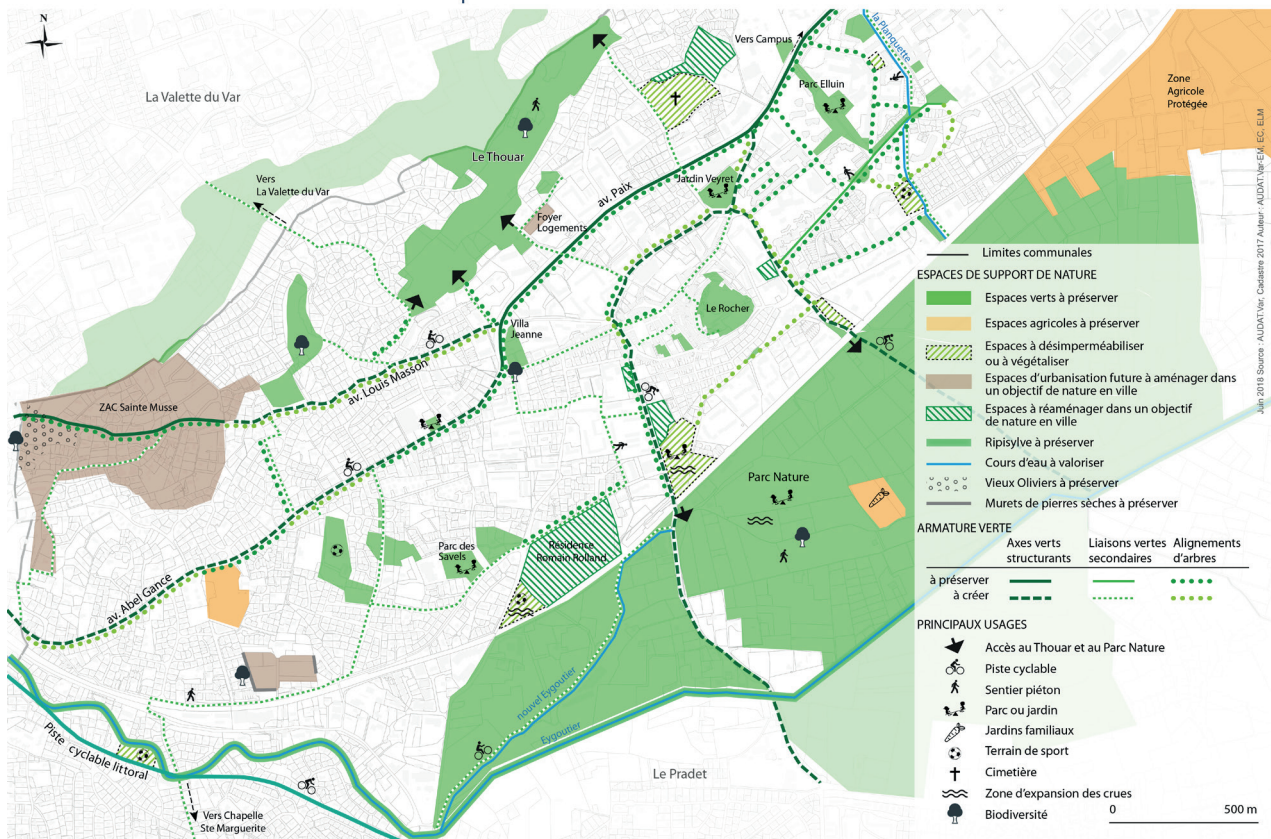 N
La Valette du Var
Vers
La Valette du Var
Le Thouar
Vers Campus
la Planquette
Parc Elluin
Zone
Agricole
Protégée
av. Paix
Jardin Veyret
Foyer
Logements
Le Rocher
Villa
Jeanne
av. Louis Masson
ZAC Sainte Musse
av. Abel Gance
Parc des
Savels
Résidence
Romain Rolland
Parc Nature
nouvel Eygoutier
Eygoutier
Piste cyclable littoral
Vers Chapelle
Ste Marguerite
Le Pradet
Limites communales
ESPACES DE SUPPORT DE NATURE
Espaces verts à préserver
Espaces agricoles à préserver
Espaces à désimperméabiliser
ou à végétaliser
Espaces d'urbanisation future à aménager dans
un objectif de nature en ville
Espaces à réaménager dans un objectif
de nature en ville
Ripisylve à préserver
Cours d'eau à valoriser
Vieux Oliviers à préserver
Murets de pierres sèches à préserver
ARMATURE VERTE
Axes verts
structurants
Liaisons vertes
secondaires
Alignements
d'arbres
à préserver
à créer
PRINCIPAUX USAGES
Accès au Thouar et au Parc Nature
Piste cyclable
Sentier piéton
Parc ou jardin
Jardins familiaux
Terrain de sport
Cimetière
Zone d'expansion des crues
Biodiversité
0 500 m
Juin 2018 Source : AUDAT.Var, Cadastre 2017 Auteur : AUDAT.Var-EM, EC, ELM